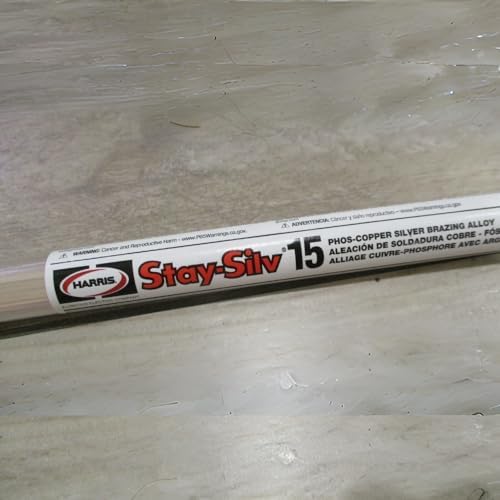 ⚠ WARNING: Cancer and Reproductive Harm - www.P65Warnings.ca.gov
⚠ ADVERTENCIA: Cáncer y daño reproductivo - www.P65Warnings.ca.gov
HARRIS
Stay-Silv® 15
PHOS-COPPER SILVER BRAZING ALLOY
ALEACIÓN DE SOLDADURA COBRE - FÓS
ALLIAGE CUIVRE-PHOSPHORE AVEC